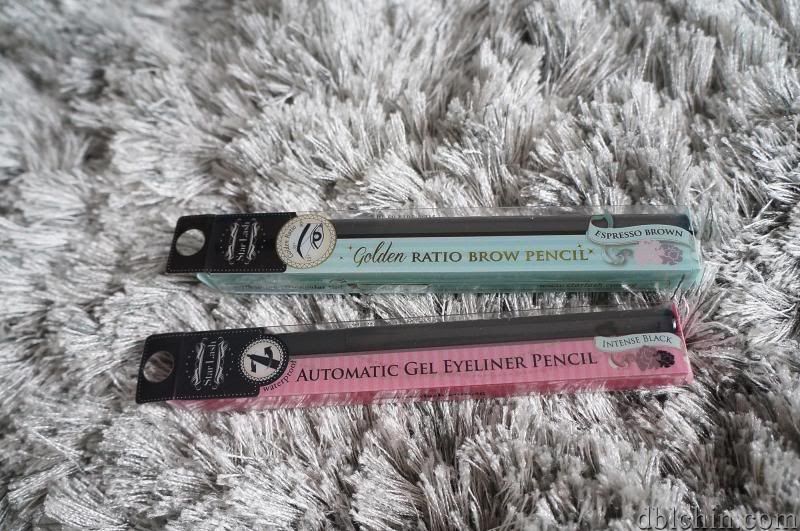 Star Lash
Golden RATIO BROW PENCIL
ESPRESSO BROWN
Star Lash
waterproof
AUTOMATIC GEL EYELINER PENCIL
INTENSE BLACK
dblchin.com